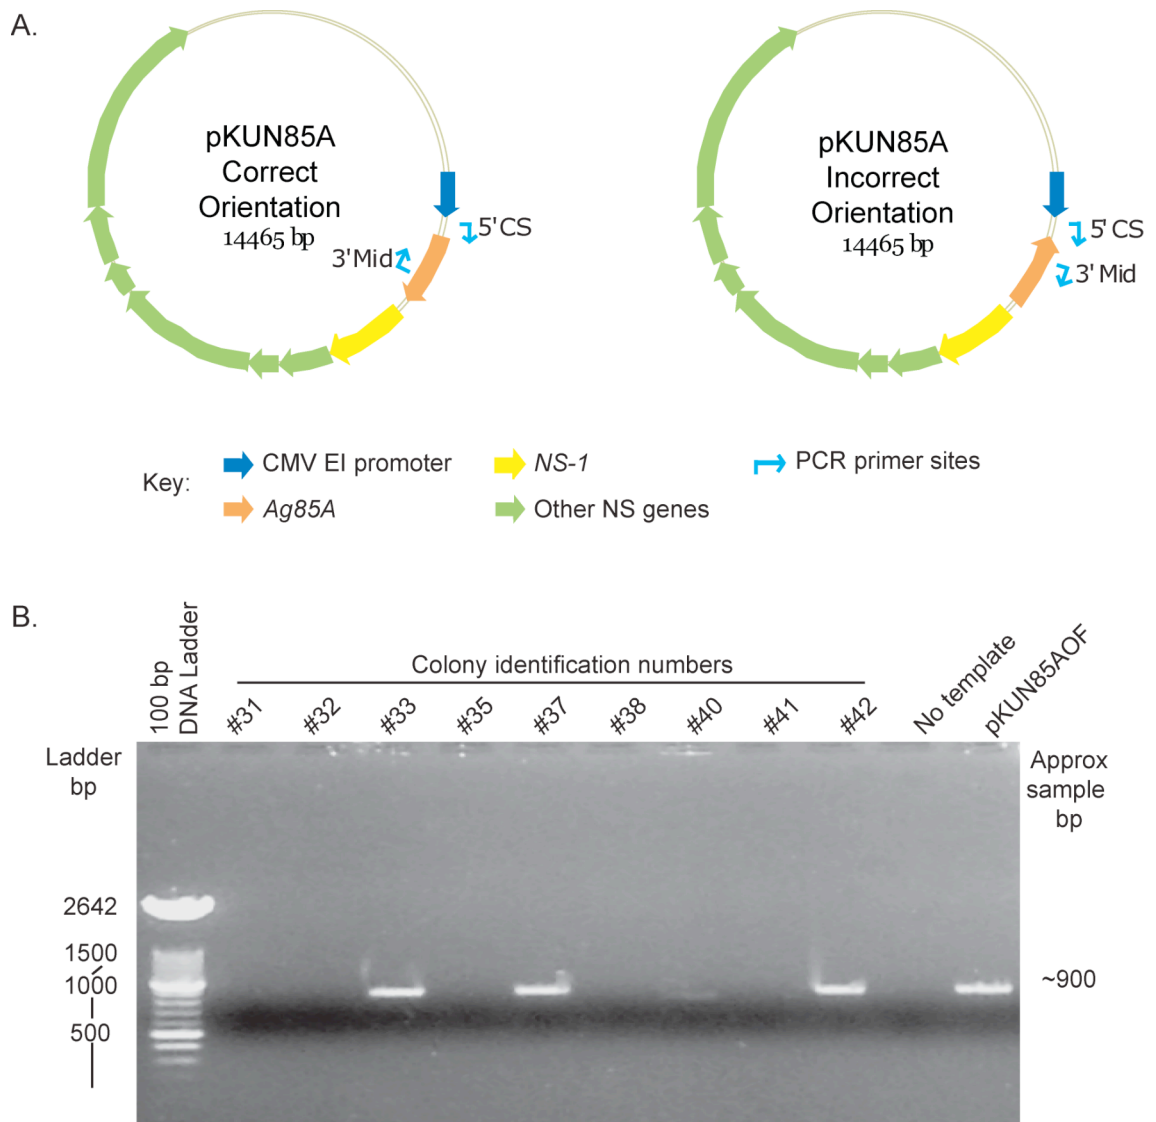 A.
pKUN85A
Correct
Orientation
14465 bp
5'CS
3'Mid
pKUN85A
Incorrect
Orientation
14465 bp
5'CS
3'Mid
Key:
CMV EI promoter
NS-1
PCR primer sites
Ag85A
Other NS genes
B.
100 bp
DNA Ladder
Colony identification numbers
#31
#32
#33
#35
#37
#38
#40
#41
#42
No template
pKUN85AOF
Ladder
bp
Approx
sample
bp
2642
1500
1000
500
~900